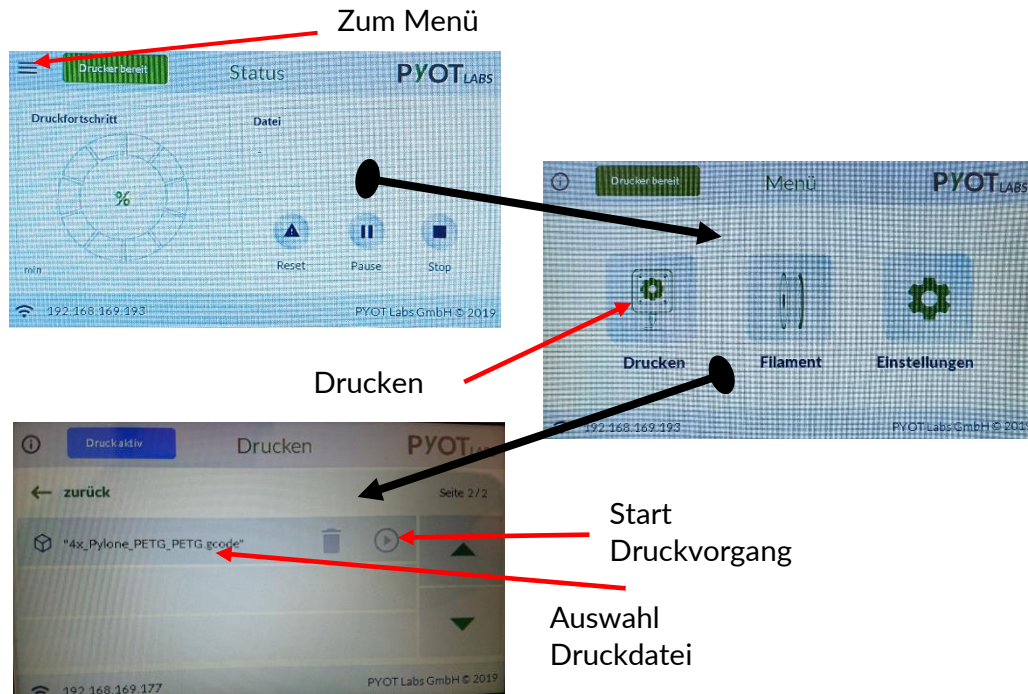 Zum Menü
Drucker bereit
Status
PYOT LABS
Druckfortschritt
Datei
-
%
Reset
Pause
Stop
min
192.168.169.193
PYOT Labs GmbH © 2019
Drucker bereit
Menü
PYOT LABS
Drucken
Filament
Einstellungen
192.168.169.193
PYOT Labs GmbH © 2019
Drucken
Druck aktiv
Drucken
PYOT LABS
zurück
Seite 2/2
"4x_Pylone_PETG_PETG.gcode"
192.168.169.177
PYOT Labs GmbH © 2019
Start
Druckvorgang
Auswahl
Druckdatei